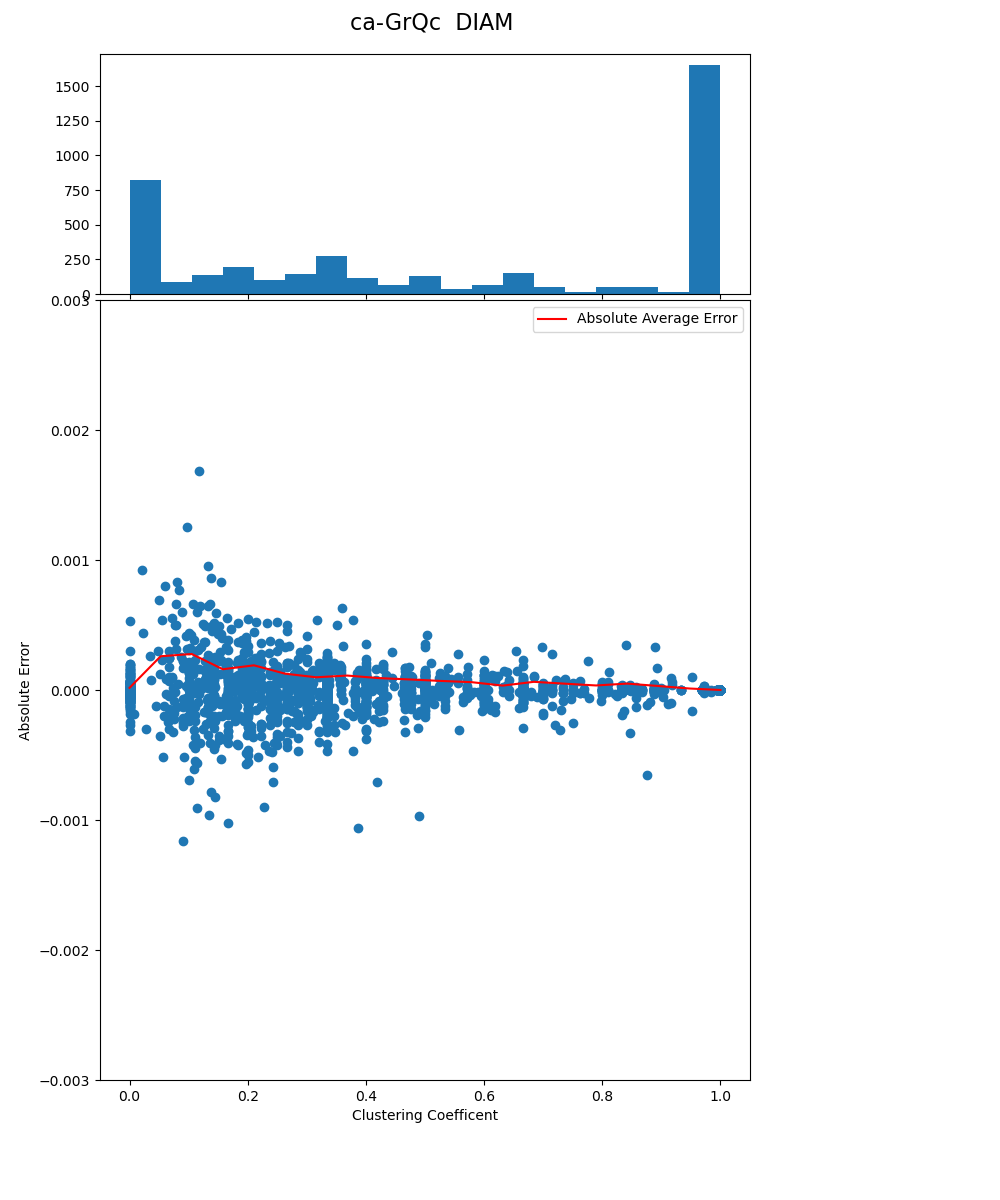 ca-GrQc  DIAM
1500
1250
1000
750
500
250
0
0.003
Absolute Average Error
0.002
0.001
0.000
−0.001
−0.002
−0.003
Absolute Error
0.0 0.2 0.4 0.6 0.8 1.0
Clustering Coefficent